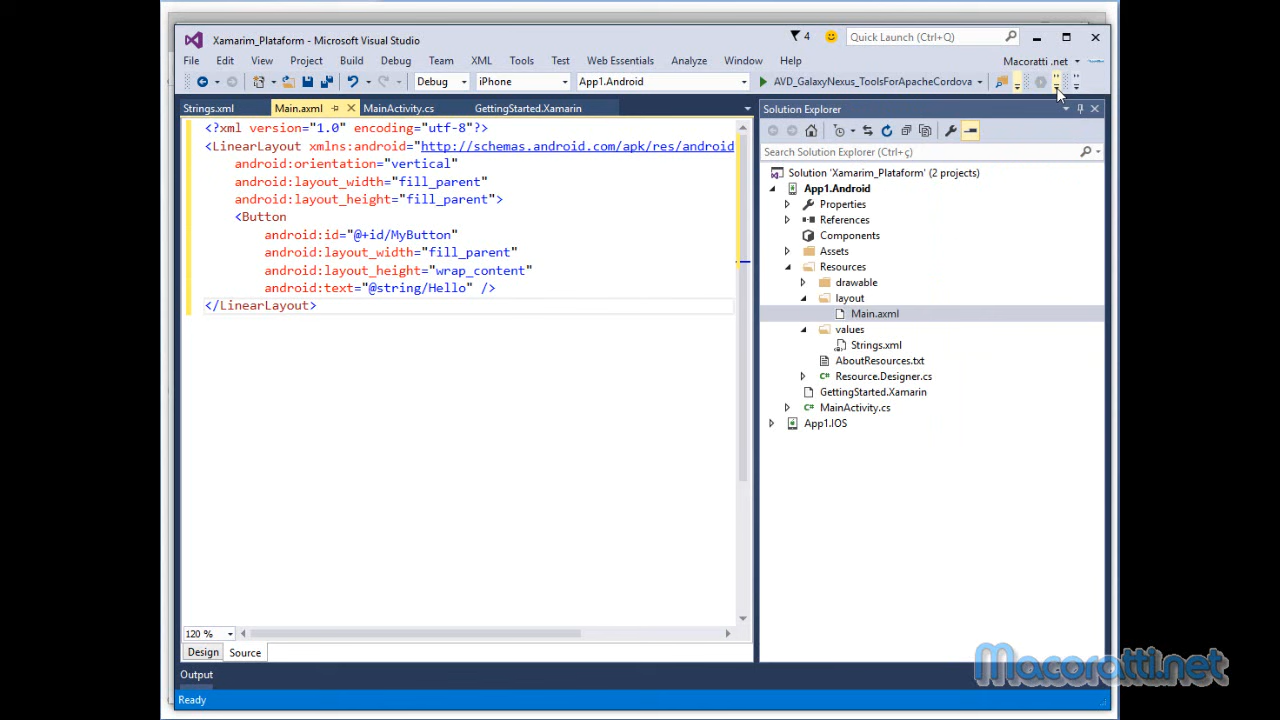 Xamarim_Plataform - Microsoft Visual Studio
4
Quick Launch (Ctrl+Q)
File Edit View Project Build Debug Team XML Tools Test Web Essentials Analyze Window Help
Macoratti .net
Debug iPhone App1.Android AVD_GalaxyNexus_ToolsForApacheCordova
Strings.xml Main.axml MainActivity.cs GettingStarted.Xamarin
<?xml version="1.0" encoding="utf-8"?>
<LinearLayout xmlns:android="http://schemas.android.com/apk/res/android
android:orientation="vertical"
android:layout_width="fill_parent"
android:layout_height="fill_parent">
<Button
android:id="@+id/MyButton"
android:layout_width="fill_parent"
android:layout_height="wrap_content"
android:text="@string/Hello" />
</LinearLayout>
120 %
Design Source
Solution Explorer
Search Solution Explorer (Ctrl+ç)
Solution 'Xamarim_Plataform' (2 projects)
App1.Android
Properties
References
Components
Assets
Resources
drawable
layout
Main.axml
values
Strings.xml
AboutResources.txt
Resource.Designer.cs
GettingStarted.Xamarin
MainActivity.cs
App1.IOS
Output
Ready
Macoratti.net